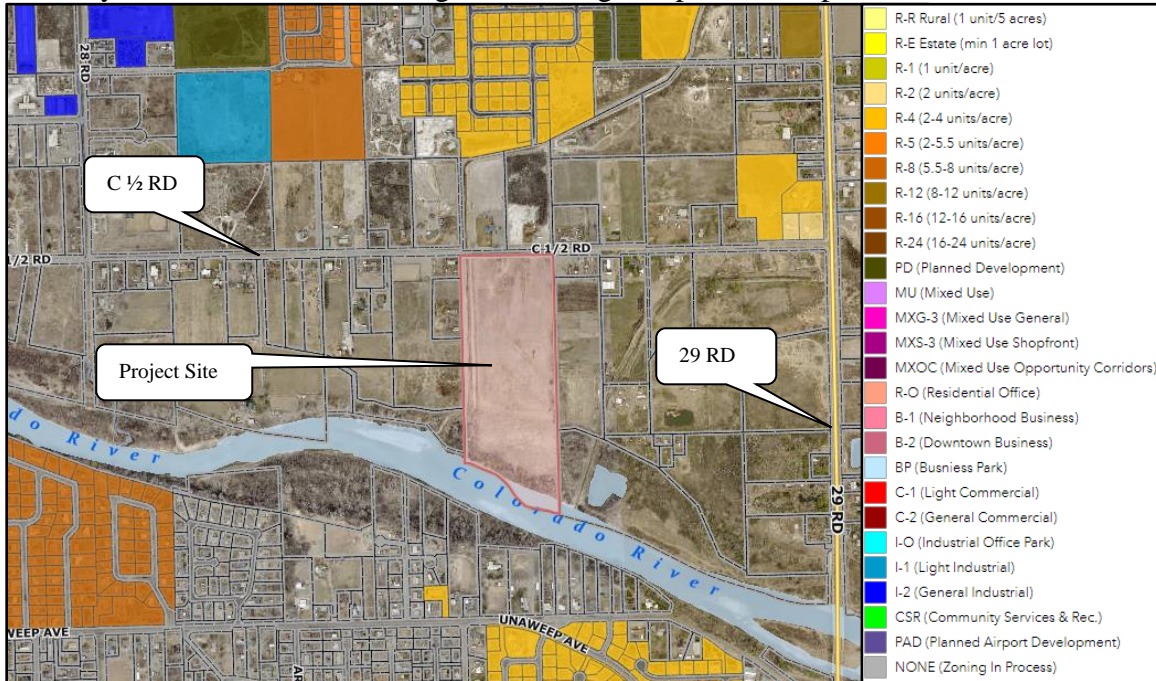 28 RD
C ½ RD
1/2 RD
C 1/2 RD
Project Site
29 RD
do River
Colorado River
29 RD
WEEP AVE
UNAWEEP AVE
AR
R-R Rural (1 unit/5 acres)
R-E Estate (min 1 acre lot)
R-1 (1 unit/acre)
R-2 (2 units/acre)
R-4 (2-4 units/acre)
R-5 (2-5.5 units/acre)
R-8 (5.5-8 units/acre)
R-12 (8-12 units/acre)
R-16 (12-16 units/acre)
R-24 (16-24 units/acre)
PD (Planned Development)
MU (Mixed Use)
MXG-3 (Mixed Use General)
MXS-3 (Mixed Use Shopfront)
MXOC (Mixed Use Opportunity Corridors)
R-O (Residential Office)
B-1 (Neighborhood Business)
B-2 (Downtown Business)
BP (Busniess Park)
C-1 (Light Commercial)
C-2 (General Commercial)
I-O (Industrial Office Park)
I-1 (Light Industrial)
I-2 (General Industrial)
CSR (Community Services & Rec.)
PAD (Planned Airport Development)
NONE (Zoning In Process)